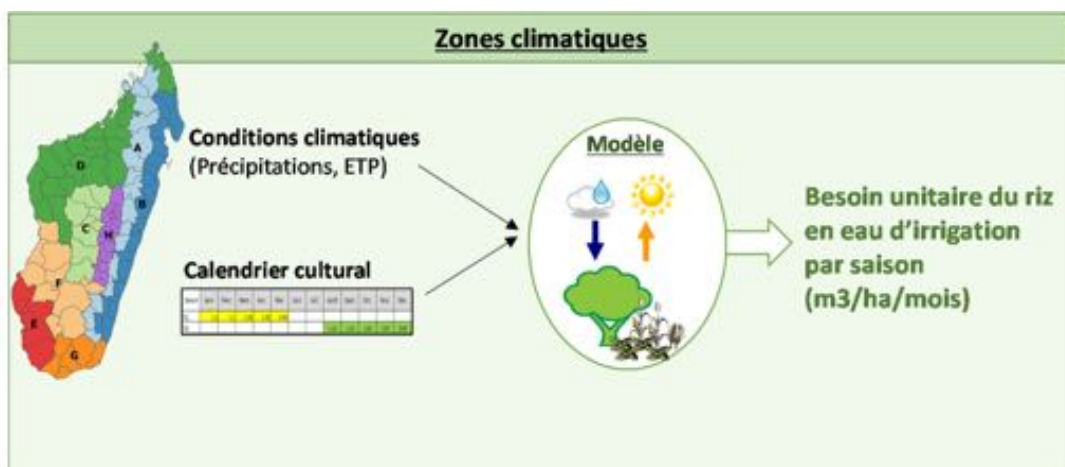 Zones climatiques
Conditions climatiques
(Précipitations, ETP)
Calendrier cultural
Modèle
Besoin unitaire du riz
en eau d'irrigation
par saison
(m3/ha/mois)
A
B
C
D
E
F
G
H